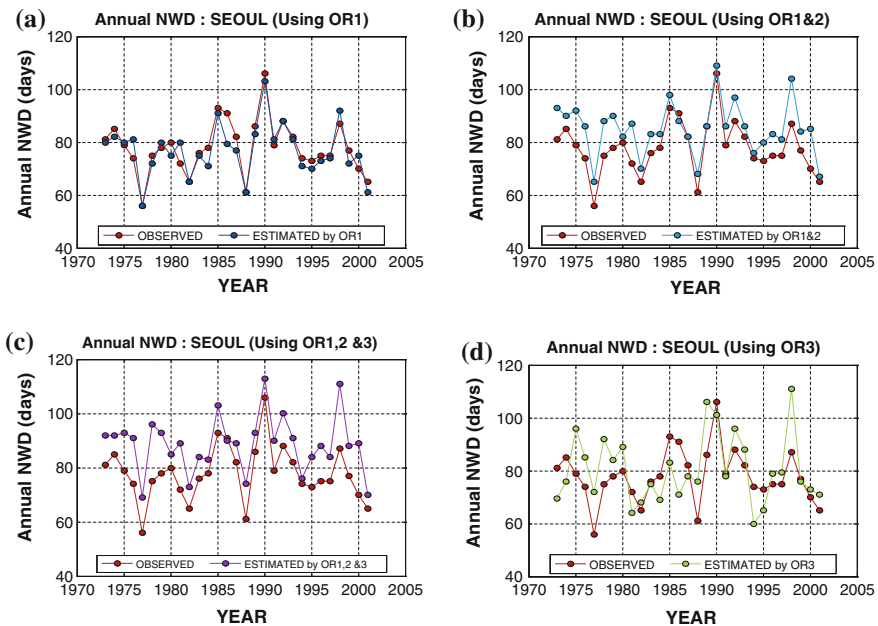 (a)
Annual NWD : SEOUL (Using OR1)
Annual NWD (days)
120
100
80
60
40
OBSERVED
ESTIMATED by OR1
1970 1975 1980 1985 1990 1995 2000 2005
YEAR
(b)
Annual NWD : SEOUL (Using OR1&2)
Annual NWD (days)
120
100
80
60
40
OBSERVED
ESTIMATED by OR1&2
1970 1975 1980 1985 1990 1995 2000 2005
YEAR
(c)
Annual NWD : SEOUL (Using OR1,2 &3)
Annual NWD (days)
120
100
80
60
40
OBSERVED
ESTIMATED by OR1,2 &3
1970 1975 1980 1985 1990 1995 2000 2005
YEAR
(d)
Annual NWD : SEOUL (Using OR3)
Annual NWD (days)
120
100
80
60
40
OBSERVED
ESTIMATED by OR3
1970 1975 1980 1985 1990 1995 2000 2005
YEAR